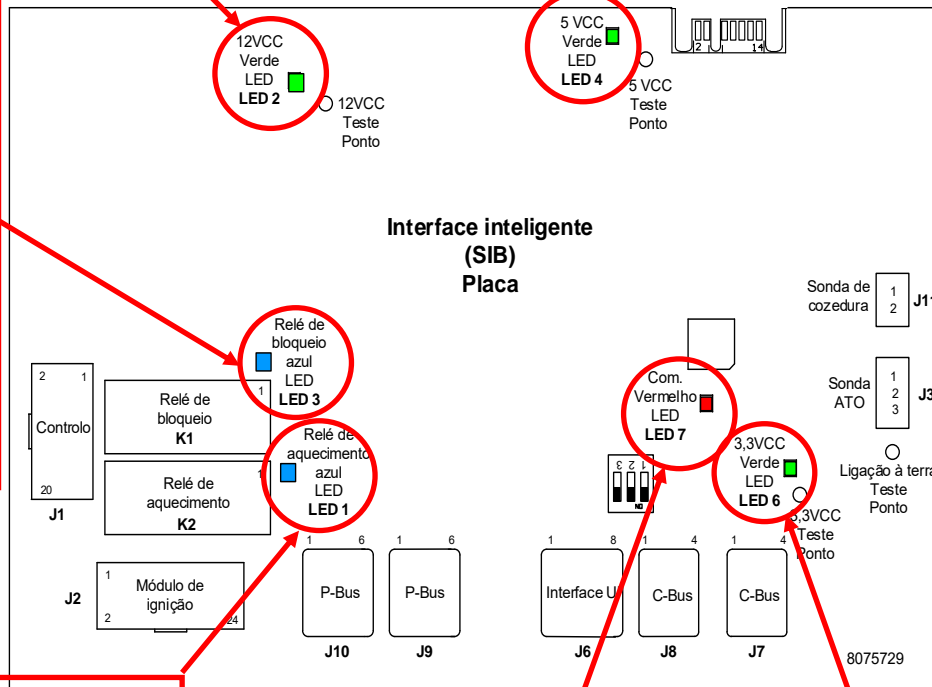 12VCC
Verde
LED
LED 2
12VCC
Teste
Ponto
5 VCC
Verde
LED
LED 4
5 VCC
Teste
Ponto
2 14
Interface inteligente
(SIB)
Placa
Sonda de
cozedura
1
2
J11
Sonda
ATO
1
2
3
J3
Ligação à terra
Teste
Ponto
Relé de
bloqueio
azul
LED
LED 3
Relé de
aquecimento
azul
LED
LED 1
Com.
Vermelho
LED
LED 7
3,3VCC
Verde
LED
LED 6
3,3VCC
Teste
Ponto
2 1
Controlo
20
J1
1
Relé de
bloqueio
K1
1
Relé de
aquecimento
K2
1
Módulo de
ignição
2 24
J2
1 6
P-Bus
J10
1 6
P-Bus
J9
3 2 1
ON
1 8
Interface U
J6
1 4
C-Bus
J8
1 4
C-Bus
J7
8075729